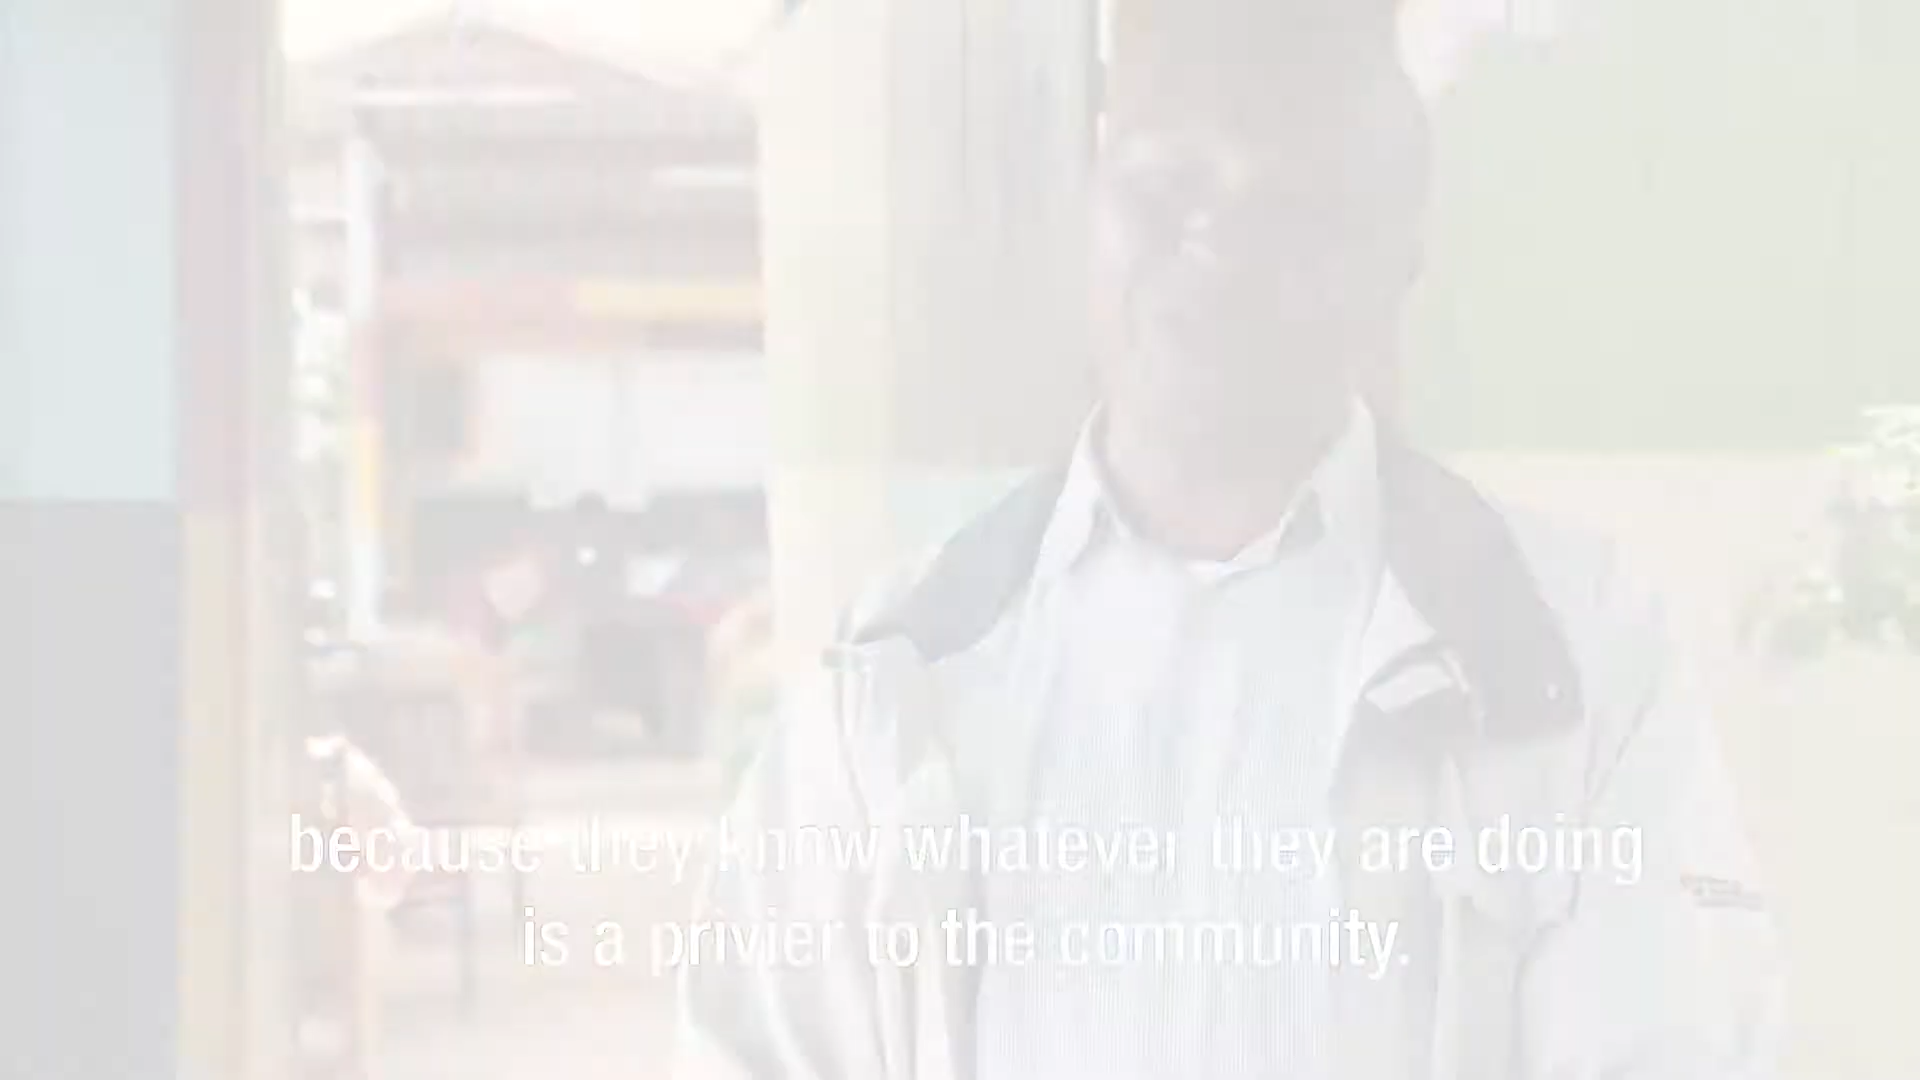 because they know whatever they are doing
is a privier to the community.